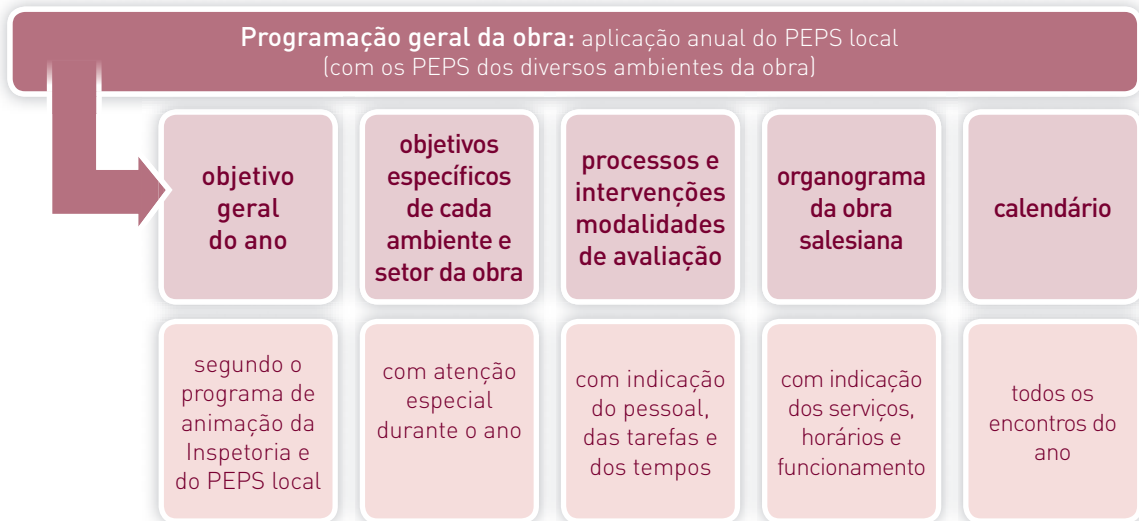 Programação geral da obra: aplicação anual do PEPS local
(com os PEPS dos diversos ambientes da obra)
objetivo
geral
do ano
objetivos
específicos
de cada
ambiente e
setor da obra
processos e
intervenções
modalidades
de avaliação
organograma
da obra
salesiana
calendário
segundo o
programa de
animação da
Inspetoria e
do PEPS local
com atenção
especial
durante o ano
com indicação
do pessoal,
das tarefas e
dos tempos
com indicação
dos serviços,
horários e
funcionamento
todos os
encontros do
ano